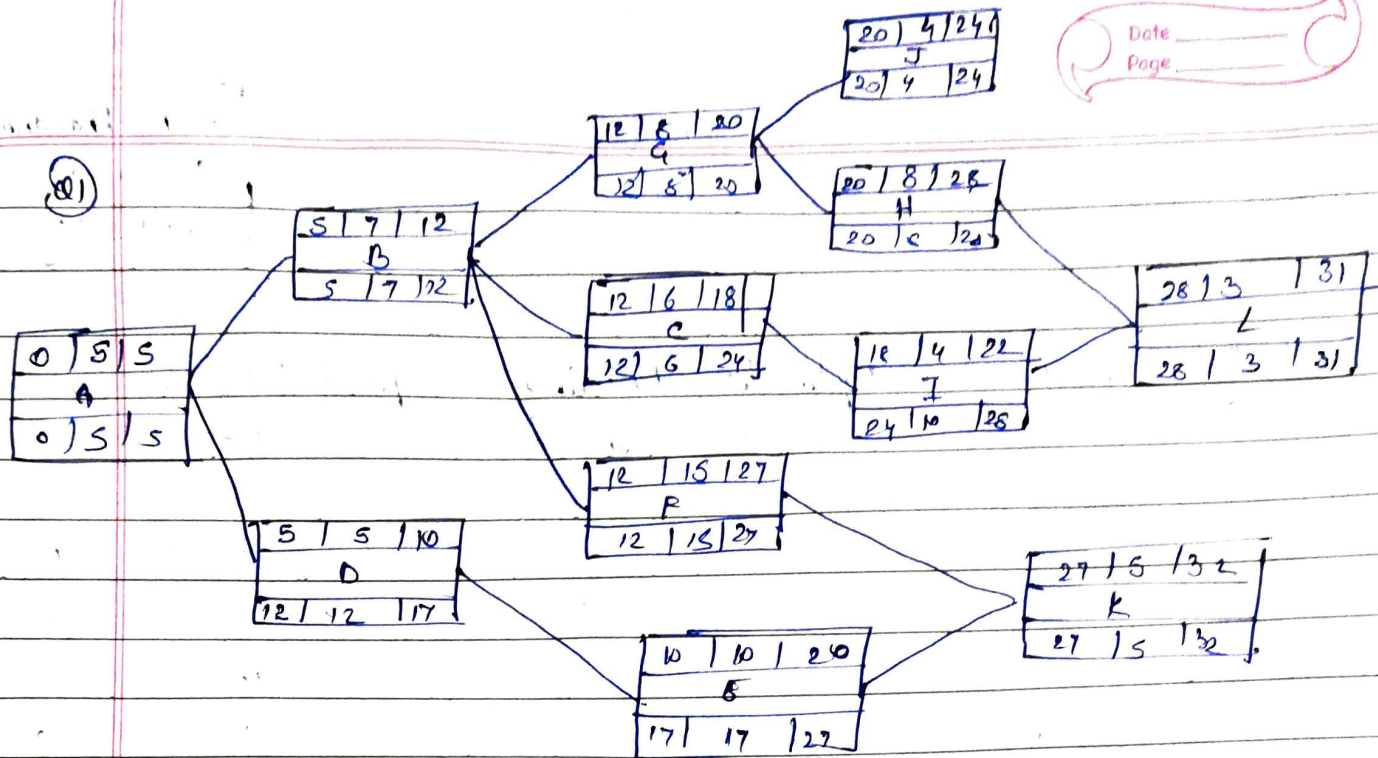 Date
Page
Q1
20 | 4 | 24
J
20 | 4 | 24
12 | 8 | 20
G
12 | 8 | 20
20 | 8 | 28
H
20 | 28
5 | 7 | 12
B
5 | 7 | 12
12 | 6 | 18
C
12 | 6 | 24
28 | 3 | 31
L
28 | 3 | 31
0 | 5 | 5
A
0 | 5 | 5
18 | 4 | 22
I
24 | 10 | 28
12 | 15 | 27
F
12 | 15 | 27
5 | 5 | 10
D
12 | 12 | 17
27 | 5 | 32
K
27 | 5 | 32
10 | 10 | 20
E
17 | 17 | 27